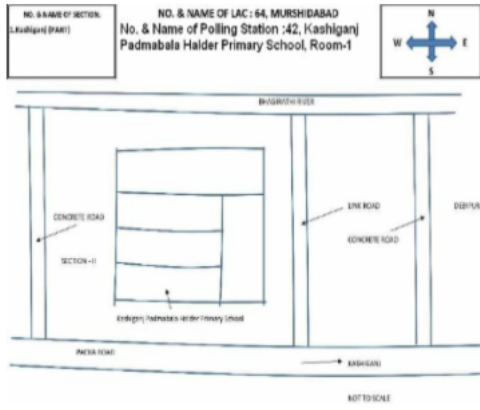 NO. & NAME OF SECTION.
1.Kashiganj (PART)
NO. & NAME OF LAC : 64, MURSHIDABAD
No. & Name of Polling Station :42, Kashiganj
Padmabala Halder Primary School, Room-1
N
W E
S
BHAGIRATHI RIVER
CONCRETE ROAD
LINK ROAD
DEBIPUR
CONCRETE ROAD
SECTION -II
Kashiganj Padmabala Halder Primary School
PACKA ROAD
KASHIGANJ
NOT TO SCALE